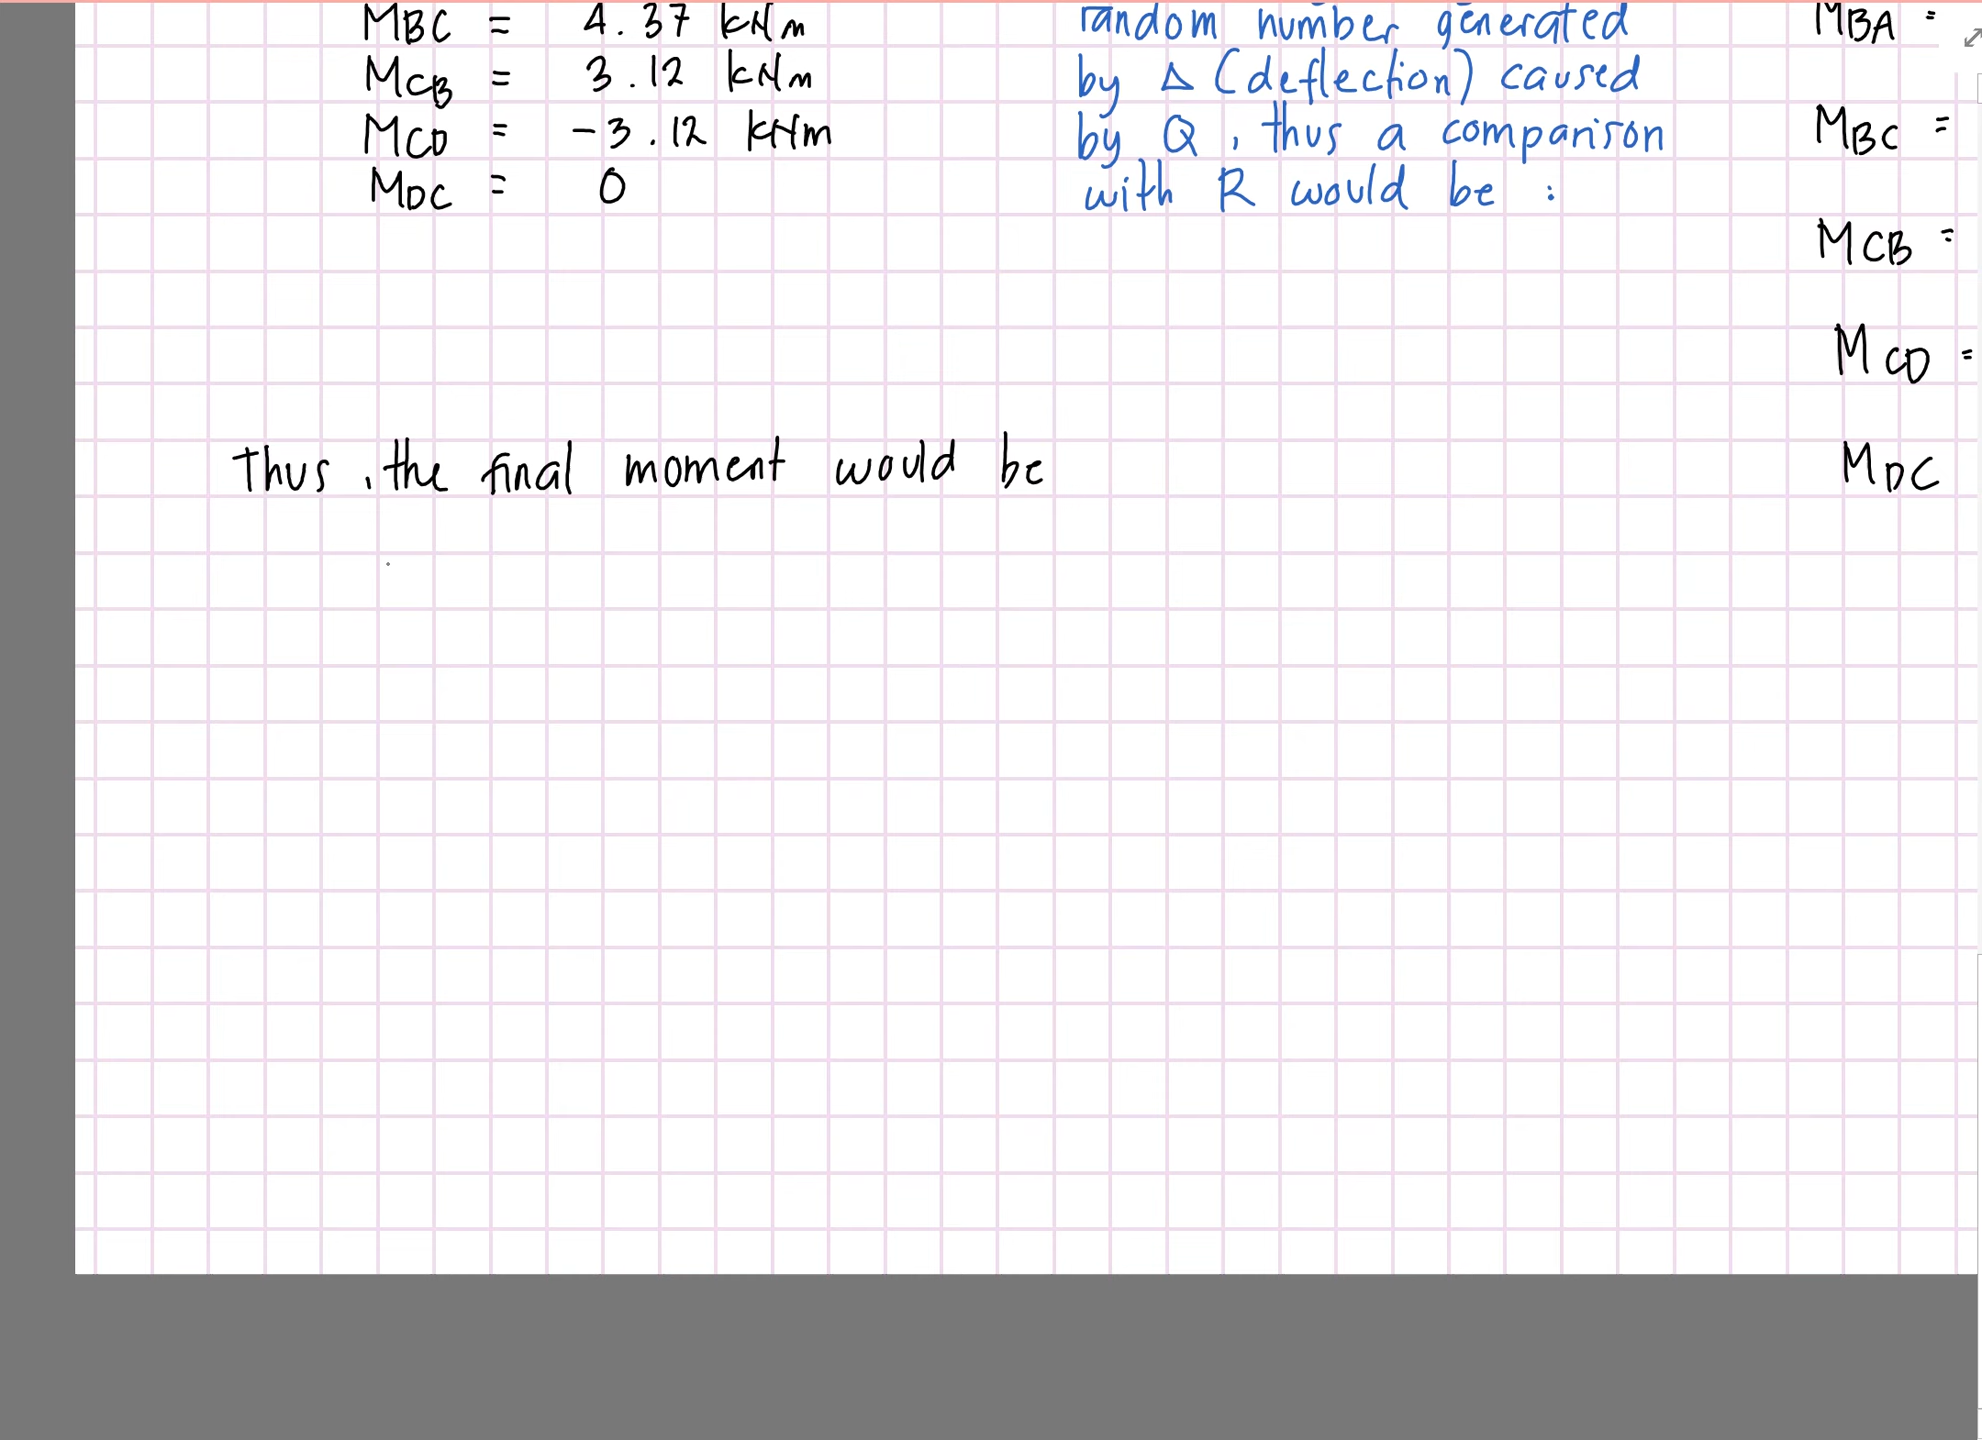 MBC = 4.37 kNm
MCB = 3.12 kNm
MCD = -3.12 kNm
MDC = 0
random number generated
by Δ (deflection) caused
by Q, thus a comparison
with R would be :
MBA =
MBC =
MCB =
MCD =
MDC
Thus, the final moment would be